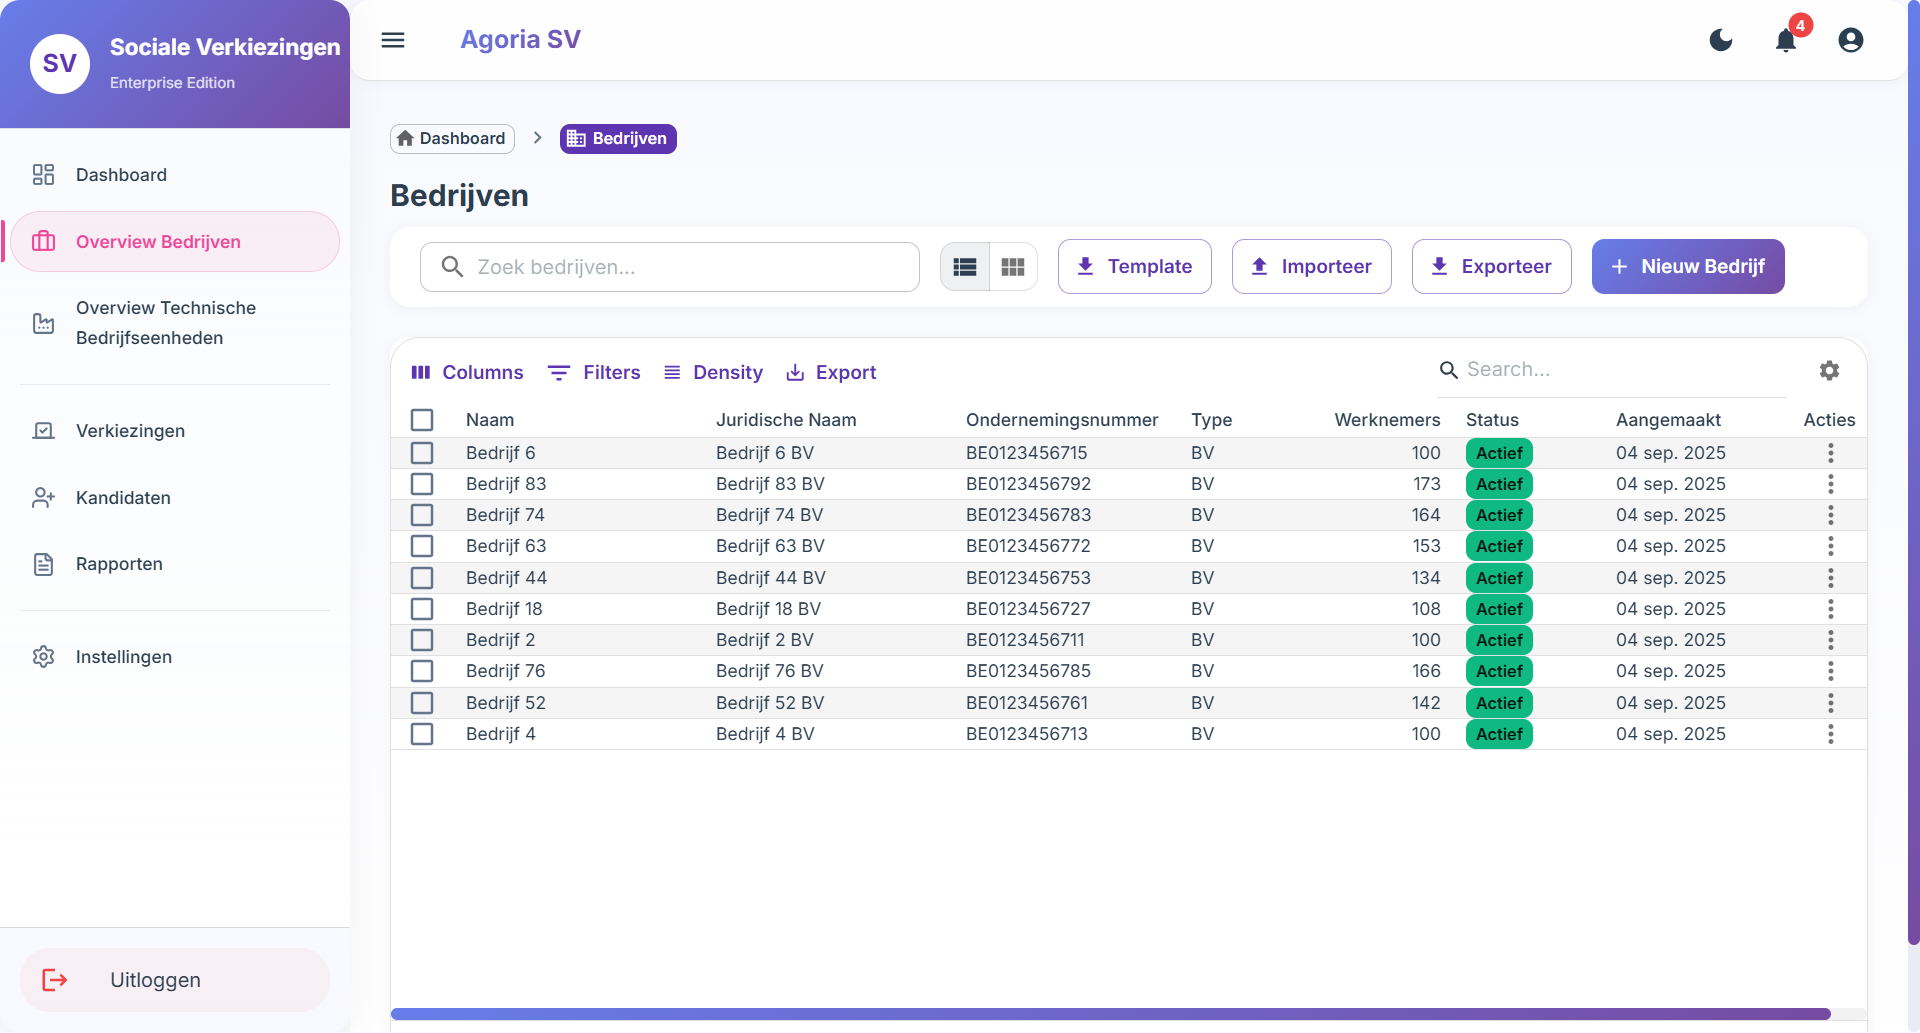 SV
Sociale Verkiezingen
Enterprise Edition
Dashboard
Overview Bedrijven
Overview Technische
Bedrijfseenheden
Verkiezingen
Kandidaten
Rapporten
Instellingen
Uitloggen
Agoria SV
4
Dashboard
Bedrijven
Bedrijven
Zoek bedrijven...
Template
Importeer
Exporteer
Nieuw Bedrijf
Columns Filters Density Export Search...
Naam Juridische Naam Ondernemingsnummer Type Werknemers Status Aangemaakt Acties
Bedrijf 6 Bedrijf 6 BV BE0123456715 BV 100 Actief 04 sep. 2025
Bedrijf 83 Bedrijf 83 BV BE0123456792 BV 173 Actief 04 sep. 2025
Bedrijf 74 Bedrijf 74 BV BE0123456783 BV 164 Actief 04 sep. 2025
Bedrijf 63 Bedrijf 63 BV BE0123456772 BV 153 Actief 04 sep. 2025
Bedrijf 44 Bedrijf 44 BV BE0123456753 BV 134 Actief 04 sep. 2025
Bedrijf 18 Bedrijf 18 BV BE0123456727 BV 108 Actief 04 sep. 2025
Bedrijf 2 Bedrijf 2 BV BE0123456711 BV 100 Actief 04 sep. 2025
Bedrijf 76 Bedrijf 76 BV BE0123456785 BV 166 Actief 04 sep. 2025
Bedrijf 52 Bedrijf 52 BV BE0123456761 BV 142 Actief 04 sep. 2025
Bedrijf 4 Bedrijf 4 BV BE0123456713 BV 100 Actief 04 sep. 2025